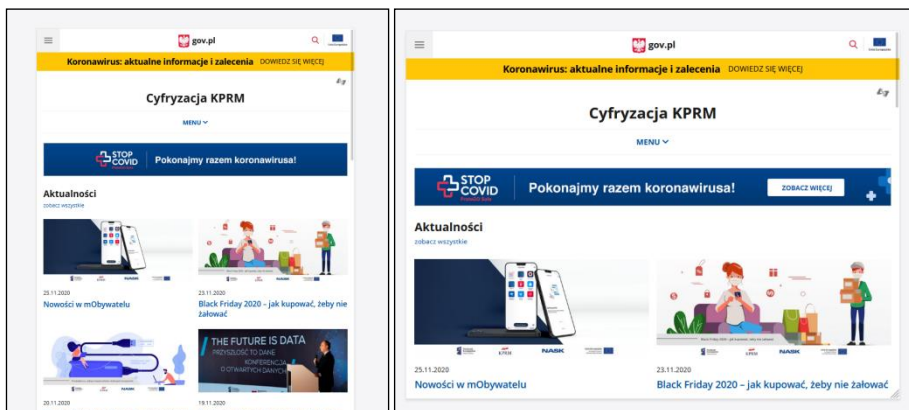 gov.pl
Koronawirus: aktualne informacje i zalecenia DOWIEDZ SIĘ WIĘCEJ
Cyfryzacja KPRM
MENU
STOP COVID Pokonajmy razem koronawirusa!
Aktualności
zobacz wszystkie
25.11.2020
Nowości w mObywatelu
23.11.2020
Black Friday 2020 – jak kupować, żeby nie żałować
THE FUTURE IS DATA
PRZYSZŁOŚĆ TO DANE
KONFERENCJA
O OTWARTYCH DANYCH
20.11.2020
19.11.2020
gov.pl
Koronawirus: aktualne informacje i zalecenia DOWIEDZ SIĘ WIĘCEJ
Cyfryzacja KPRM
MENU
STOP COVID Pokonajmy razem koronawirusa! ZOBACZ WIĘCEJ
Aktualności
zobacz wszystkie
KPRM
NASK
KPRM
NASK
25.11.2020
Nowości w mObywatelu
23.11.2020
Black Friday 2020 – jak kupować, żeby nie żałować